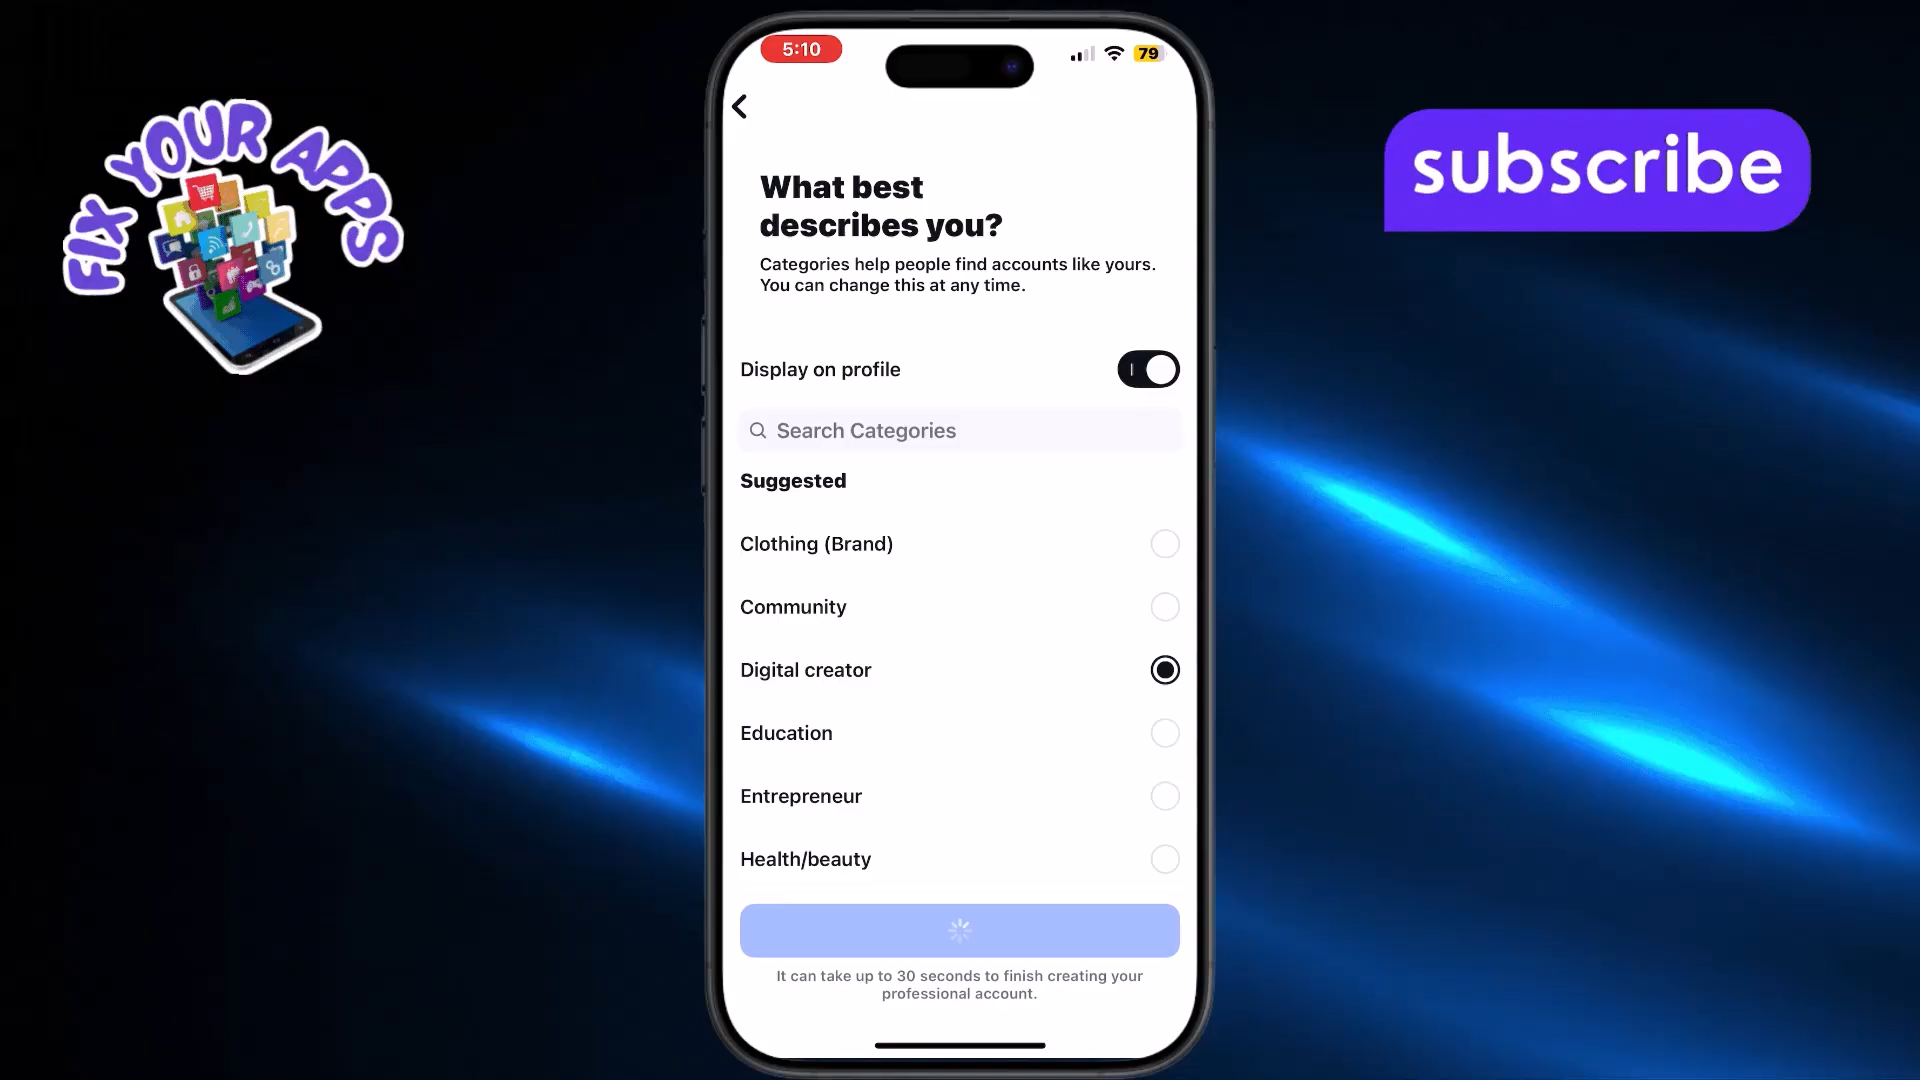 FIX YOUR APPS
subscribe
5:10
79
What best
describes you?
Categories help people find accounts like yours.
You can change this at any time.
Display on profile
Search Categories
Suggested
Clothing (Brand)
Community
Digital creator
Education
Entrepreneur
Health/beauty
It can take up to 30 seconds to finish creating your
professional account.